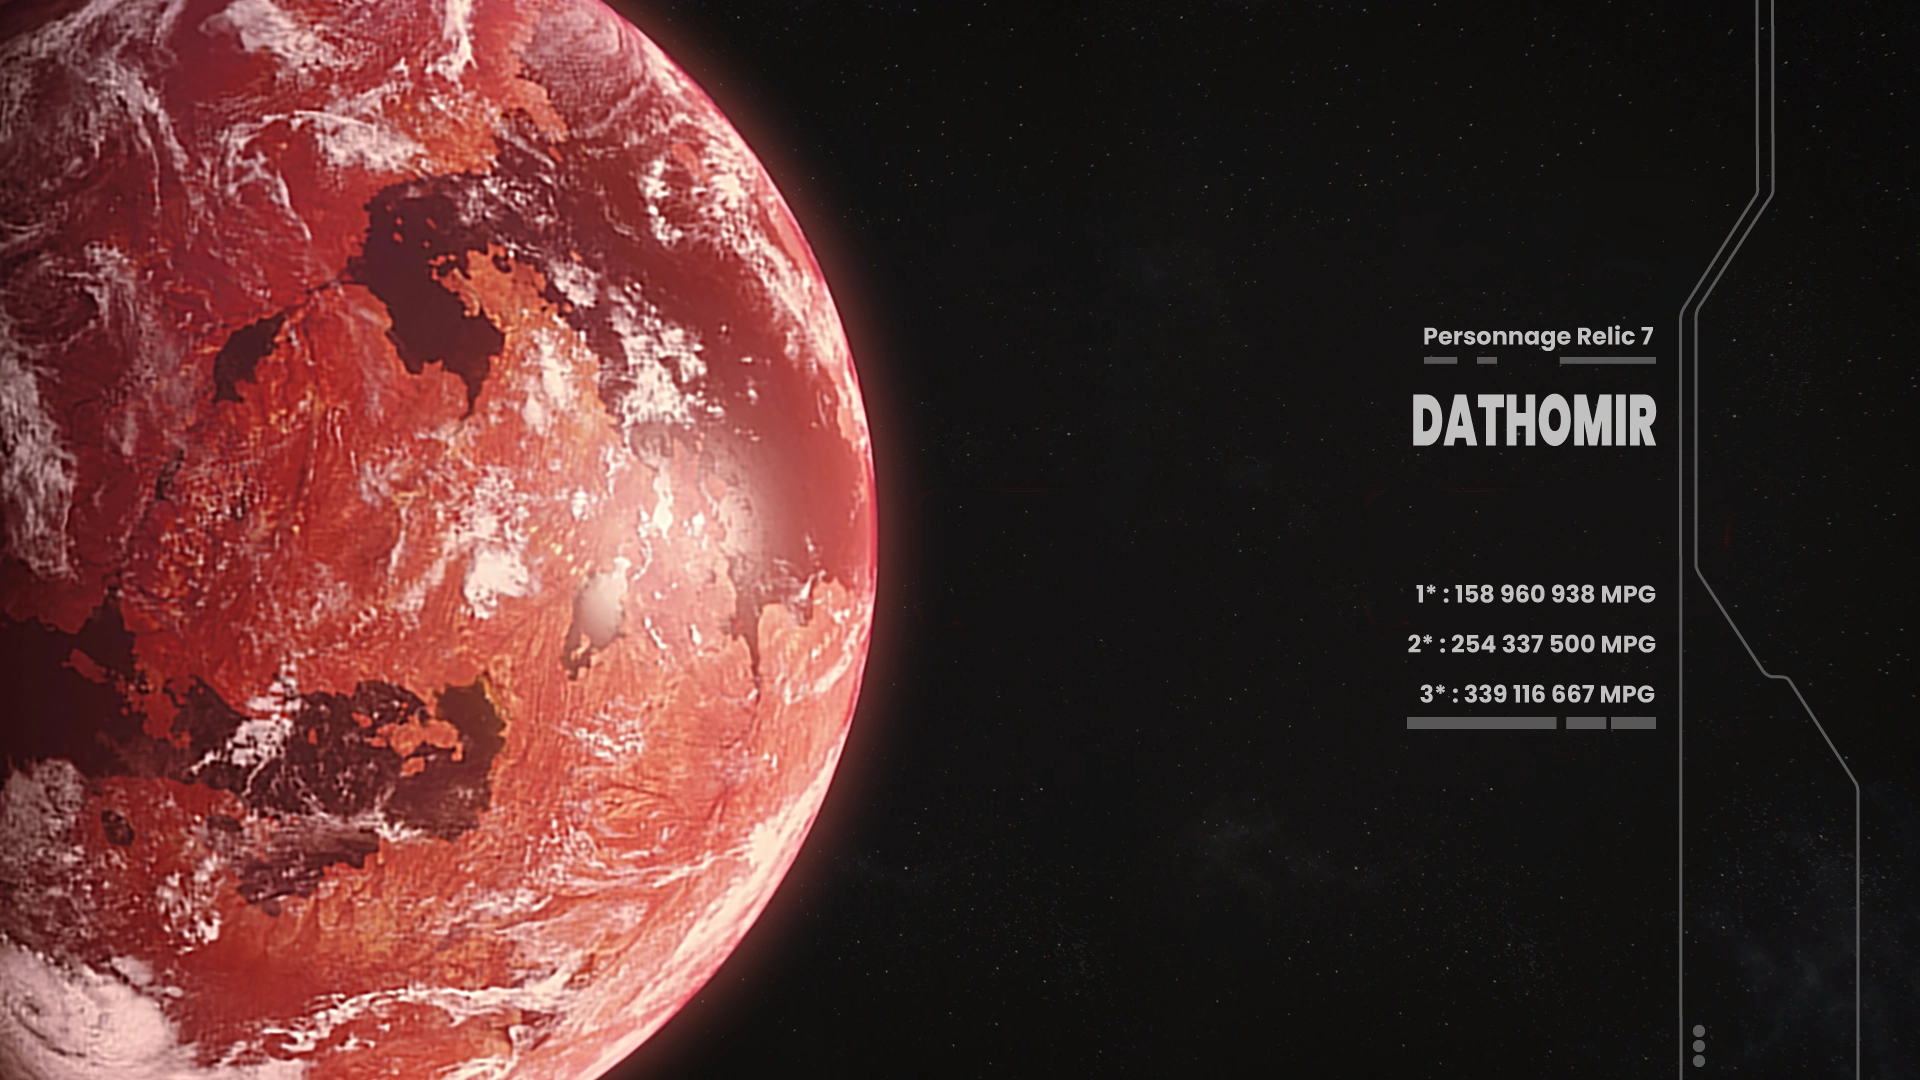 Personnage Relic 7
DATHOMIR
1* : 158 960 938 MPG
2* : 254 337 500 MPG
3* : 339 116 667 MPG